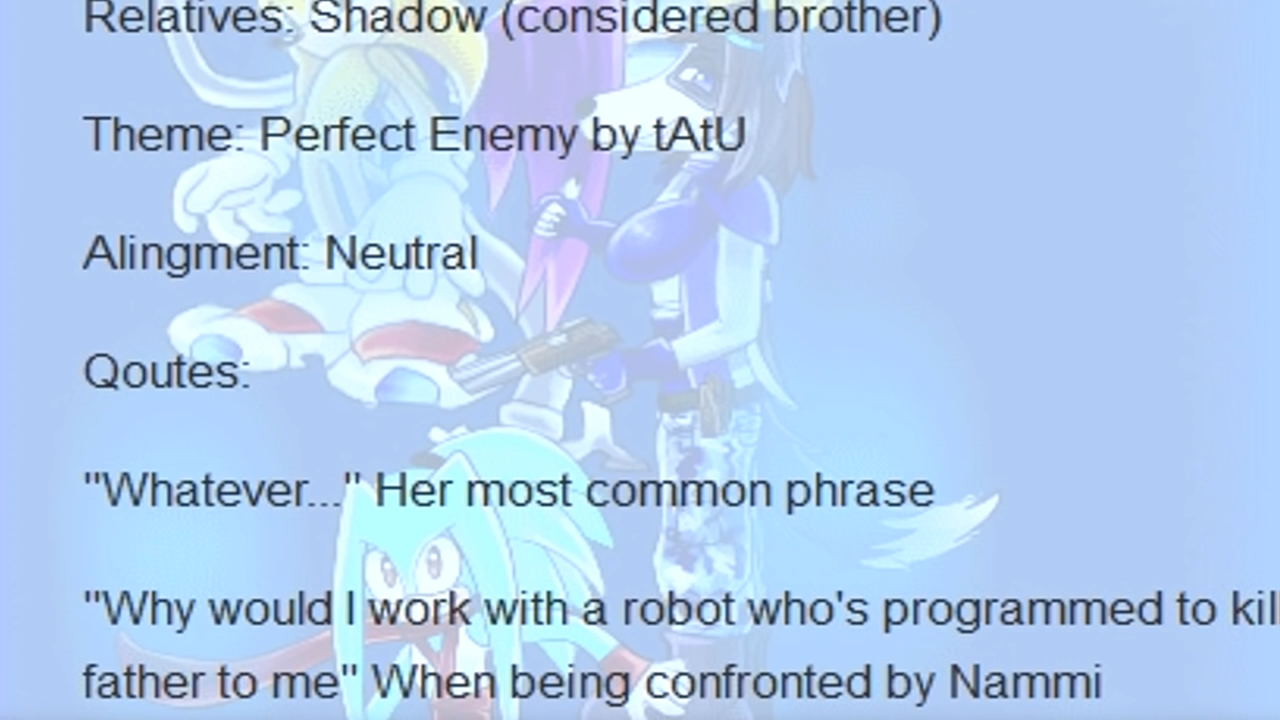 Relatives: Shadow (considered brother)
Theme: Perfect Enemy by tAtU
Alingment: Neutral
Qoutes:
"Whatever..." Her most common phrase
"Why would I work with a robot who's programmed to kill
father to me" When being confronted by Nammi